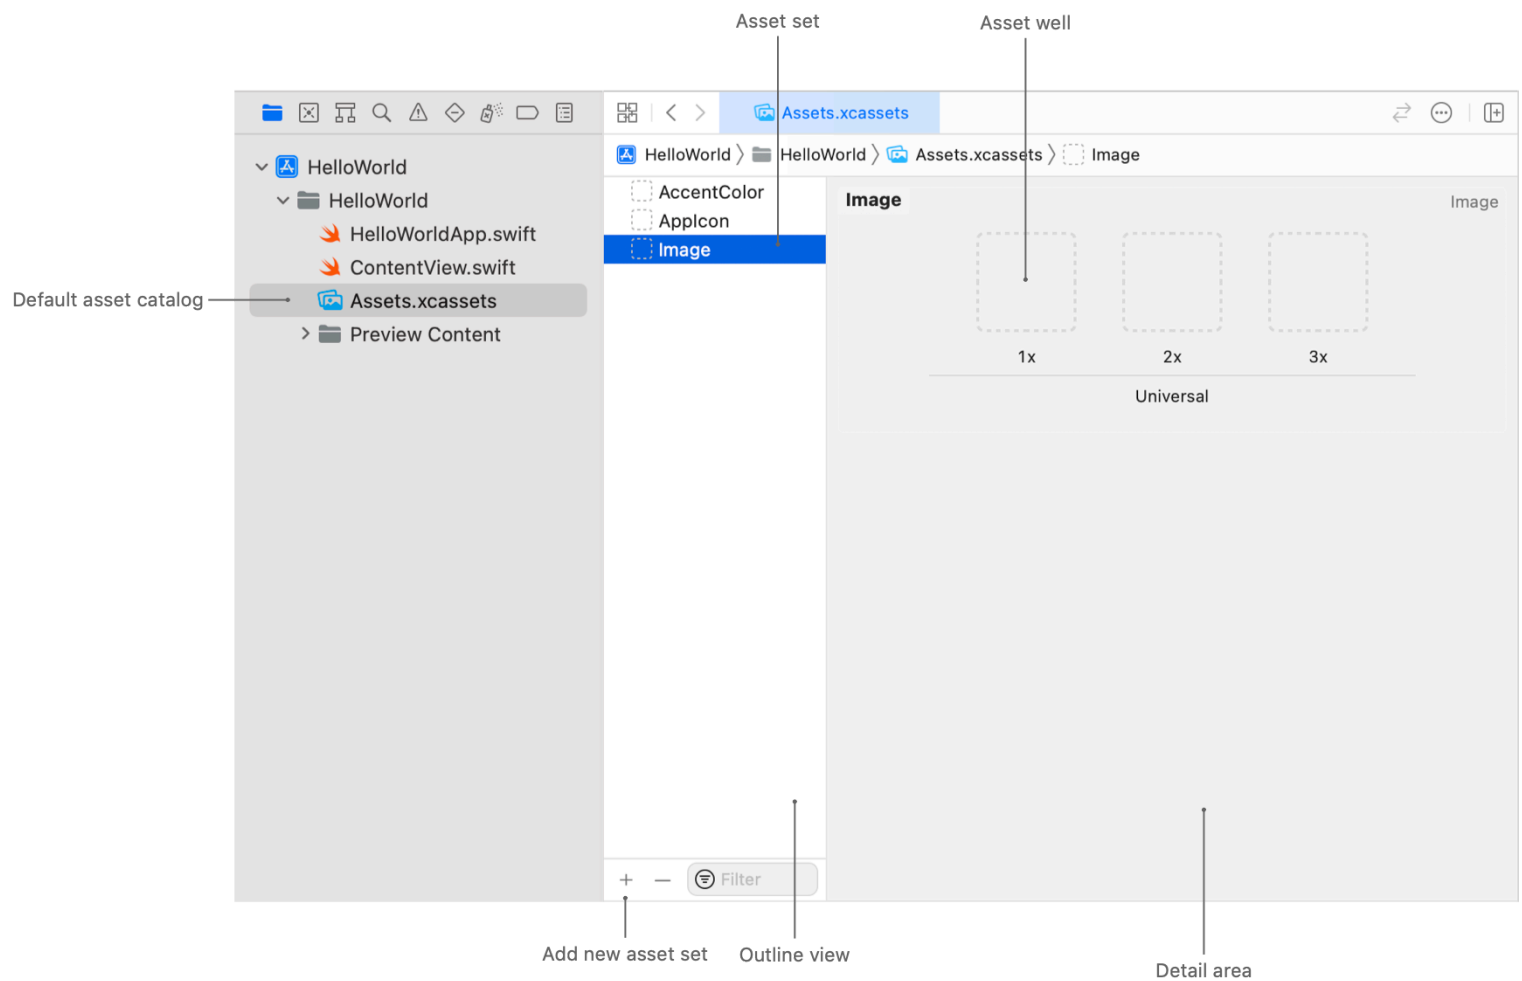 Asset set
Asset well
Assets.xcassets
HelloWorld
HelloWorld
Assets.xcassets
Image
HelloWorld
HelloWorld
HelloWorldApp.swift
ContentView.swift
Default asset catalog
Assets.xcassets
Preview Content
AccentColor
AppIcon
Image
Image
Image
1x
2x
3x
Universal
Filter
Add new asset set
Outline view
Detail area